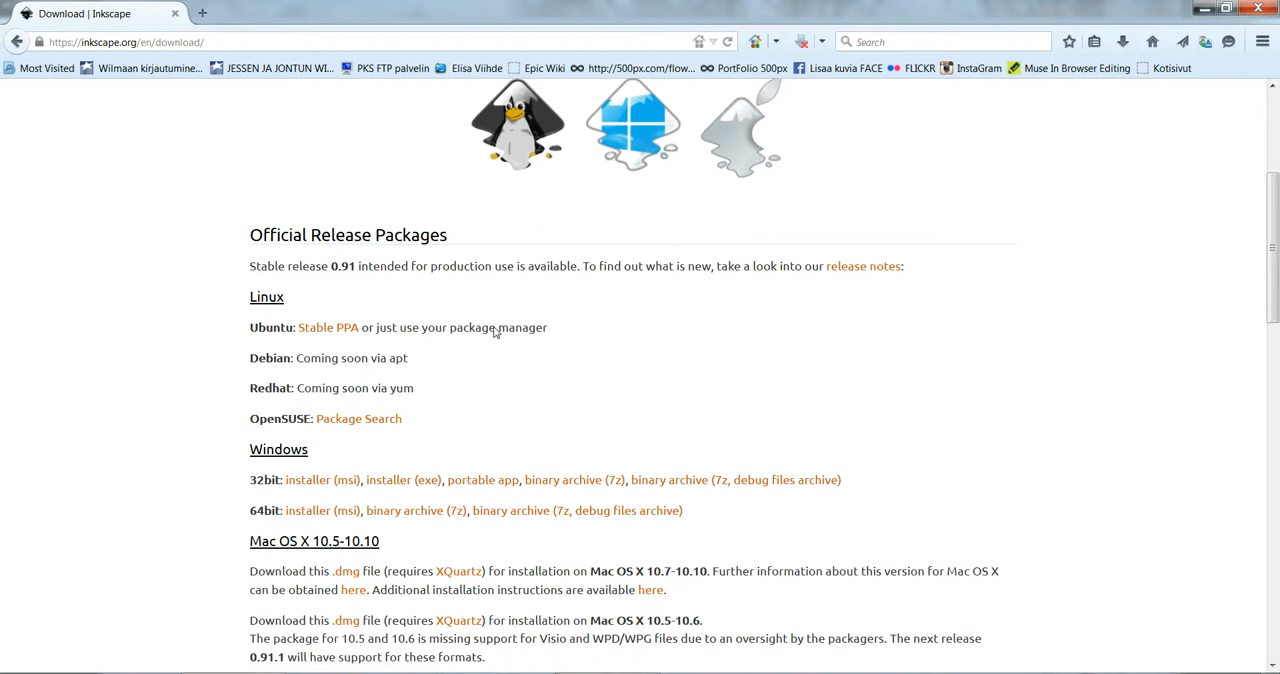 Download | Inkscape
https://inkscape.org/en/download/
Search
Most Visited Wilmaan kirjautumine... JESSEN JA JONTUN WI... PKS FTP palvelin Elisa Viihde Epic Wiki http://500px.com/flow... PortFolio 500px Lisaa kuvia FACE FLICKR InstaGram Muse In Browser Editing Kotisivut
Official Release Packages
Stable release 0.91 intended for production use is available. To find out what is new, take a look into our release notes:
Linux
Ubuntu: Stable PPA or just use your package manager
Debian: Coming soon via apt
Redhat: Coming soon via yum
OpenSUSE: Package Search
Windows
32bit: installer (msi), installer (exe), portable app, binary archive (7z), binary archive (7z, debug files archive)
64bit: installer (msi), binary archive (7z), binary archive (7z, debug files archive)
Mac OS X 10.5-10.10
Download this .dmg file (requires XQuartz) for installation on Mac OS X 10.7-10.10. Further information about this version for Mac OS X
can be obtained here. Additional installation instructions are available here.
Download this .dmg file (requires XQuartz) for installation on Mac OS X 10.5-10.6.
The package for 10.5 and 10.6 is missing support for Visio and WPD/WPG files due to an oversight by the packagers. The next release
0.91.1 will have support for these formats.